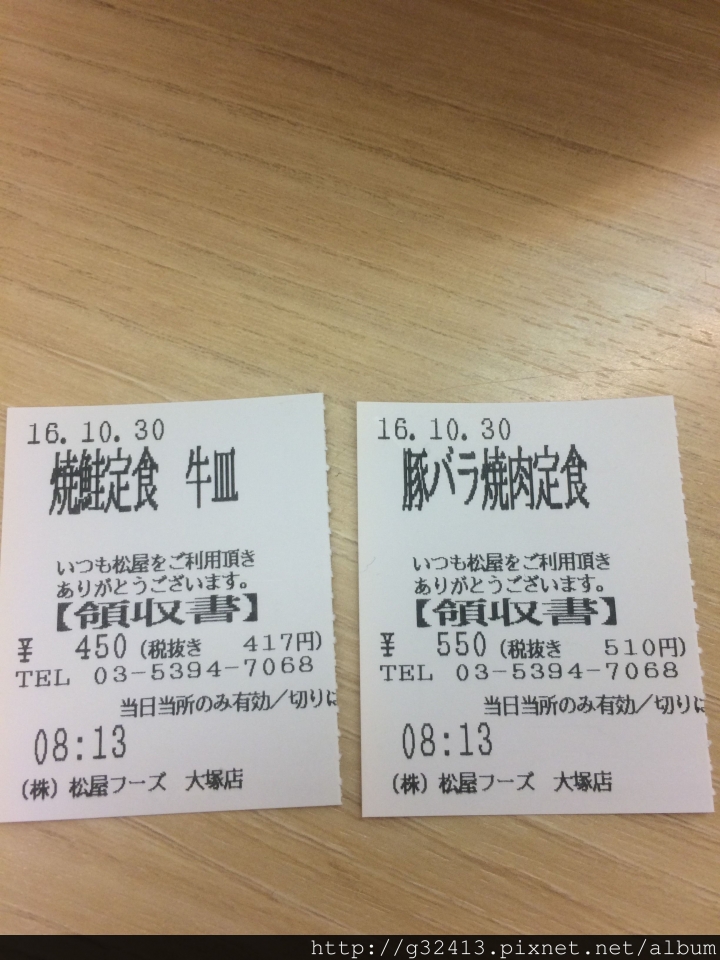 16.10.30
焼鮭定食 牛皿
いつも松屋をご利用頂き
ありがとうございます。
【領収書】
¥ 450 (税抜き 417円)
TEL 03-5394-7068
当日当所のみ有効/切りに
08:13
(株) 松屋フーズ 大塚店
16.10.30
豚バラ焼肉定食
いつも松屋をご利用頂き
ありがとうございます。
【領収書】
¥ 550 (税抜き 510円)
TEL 03-5394-7068
当日当所のみ有効/切りに
08:13
(株) 松屋フーズ 大塚店
http://g32413.pixnet.net/album